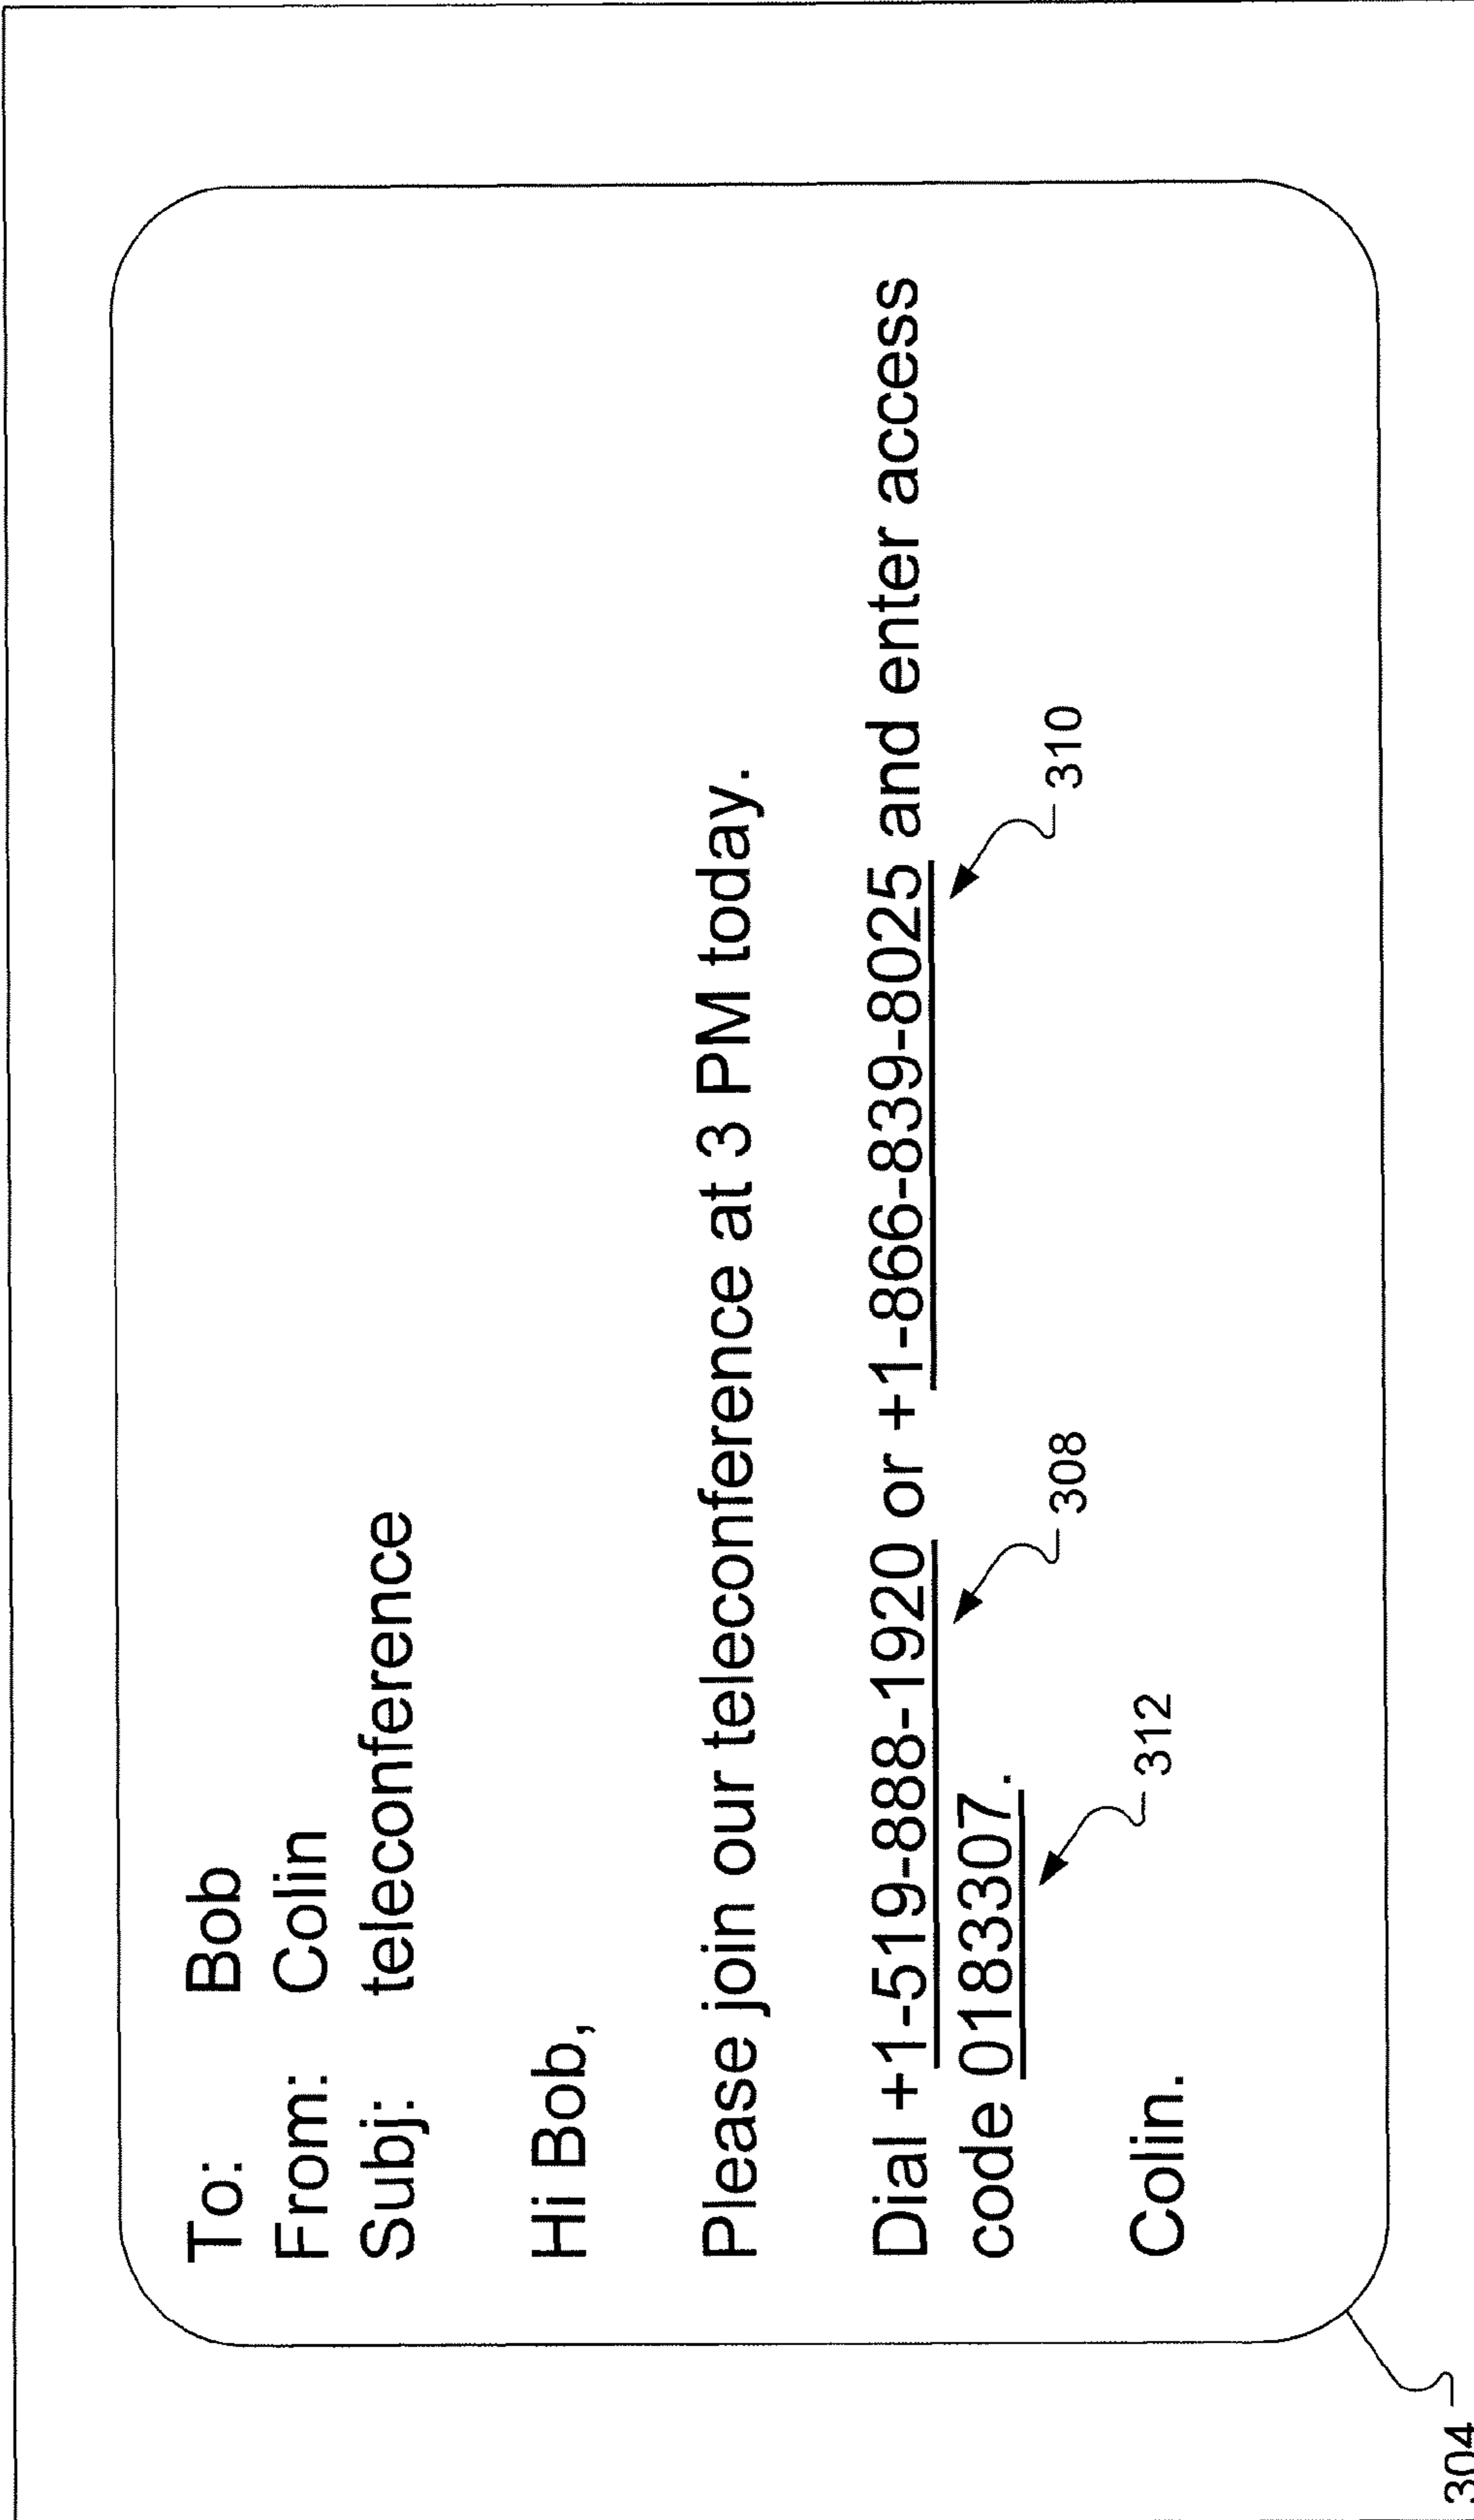 To: Bob
From: Colin
Subj: teleconference
Hi Bob,
Please join our teleconference at 3 PM today.
Dial +1-519-888-1920 or +1-866-839-8025 and enter access
code 0183307.
Colin.
308
310
312
304